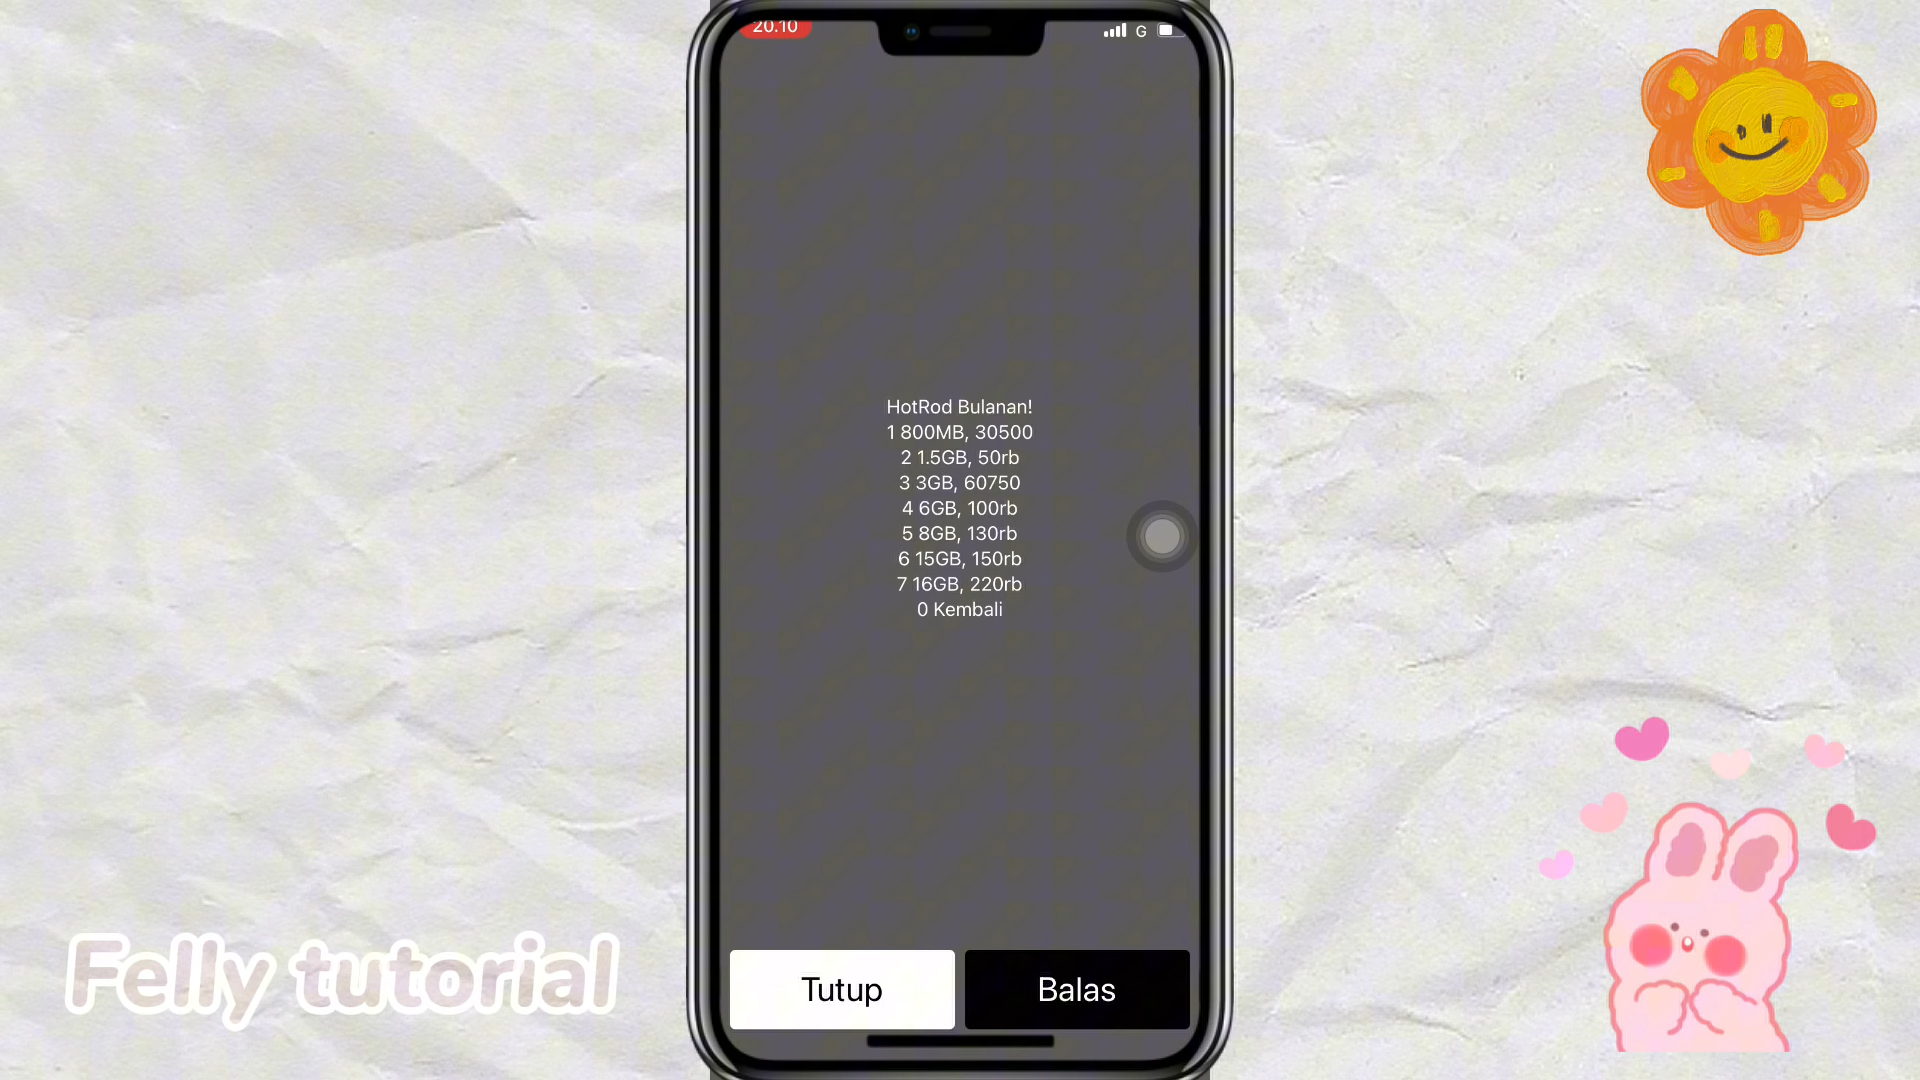 20.10
G
HotRod Bulanan!
1 800MB, 30500
2 1.5GB, 50rb
3 3GB, 60750
4 6GB, 100rb
5 8GB, 130rb
6 15GB, 150rb
7 16GB, 220rb
0 Kembali
Tutup
Balas
Felly tutorial